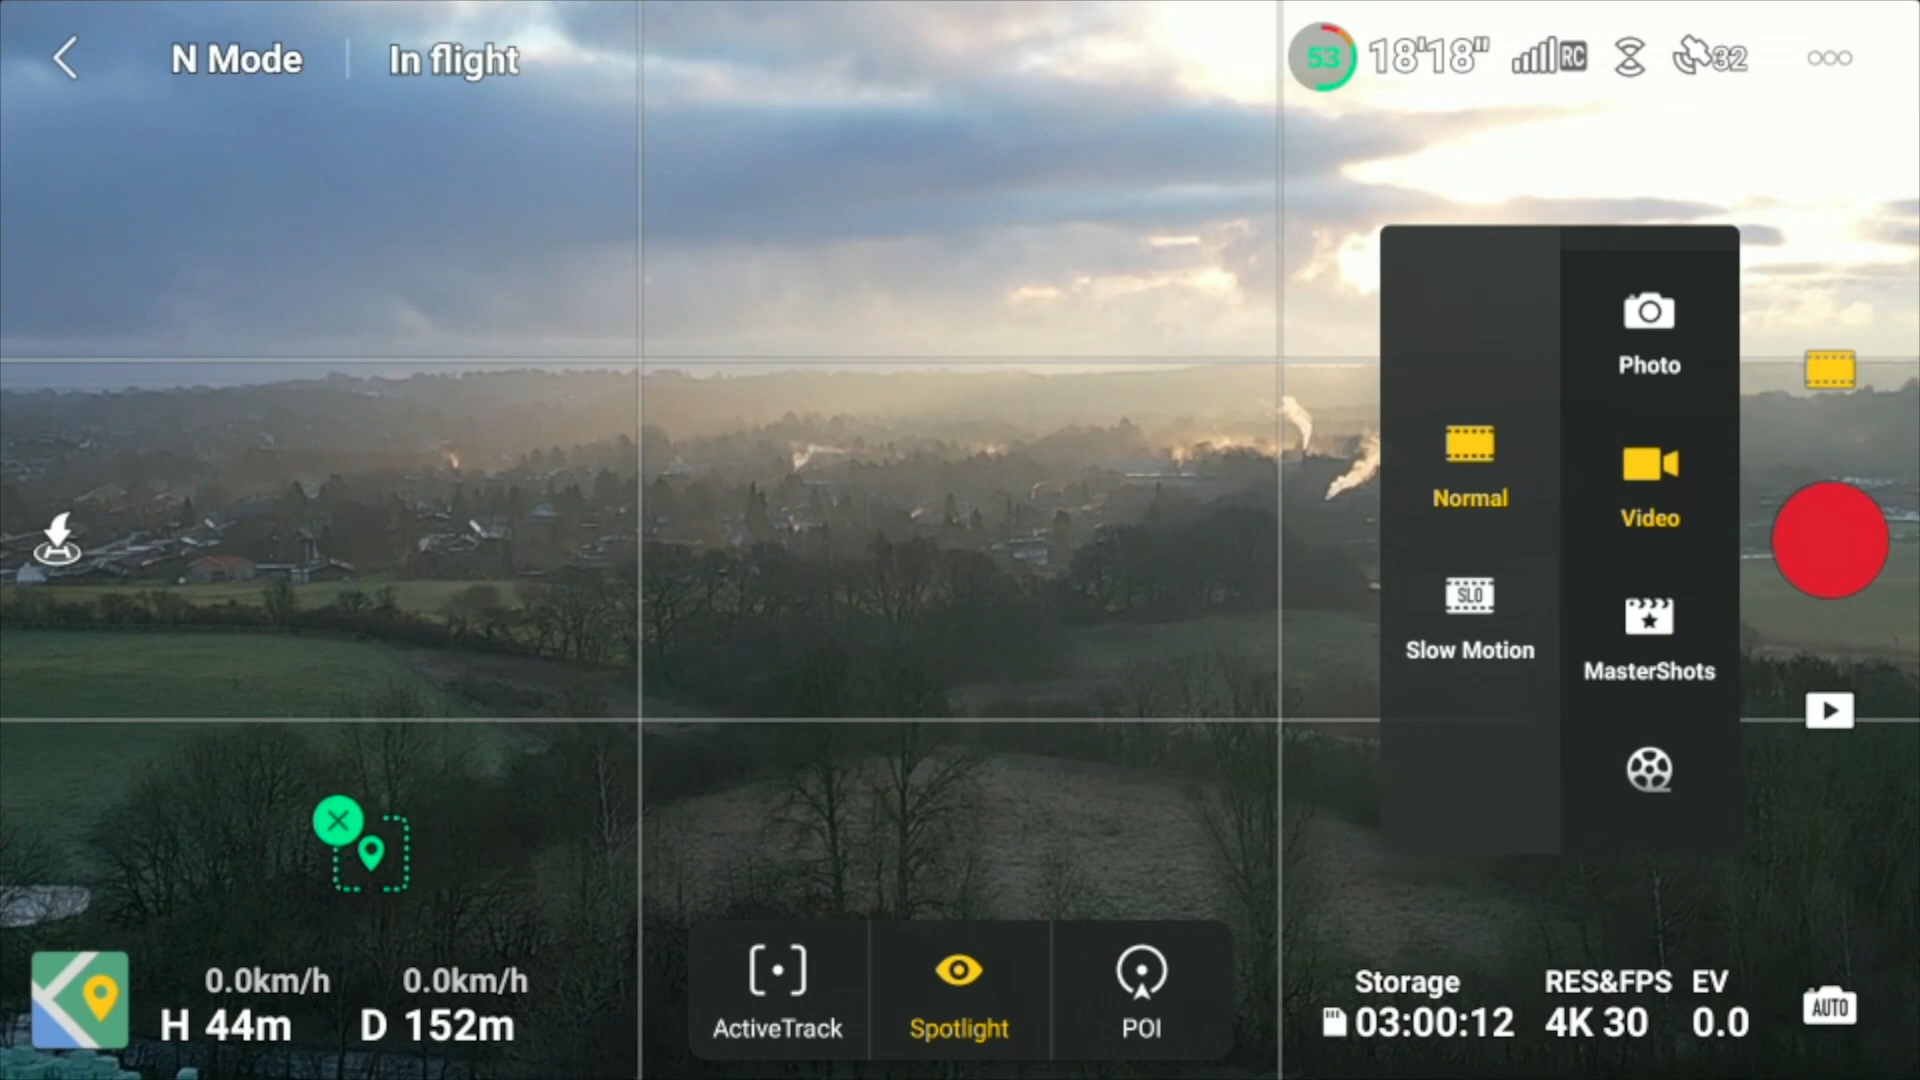 N Mode
In flight
53
18'18"
RC
32
Photo
Normal
Video
SLO
Slow Motion
MasterShots
0.0km/h
0.0km/h
H 44m
D 152m
ActiveTrack
Spotlight
POI
Storage
03:00:12
RES&FPS
4K 30
EV
0.0
AUTO